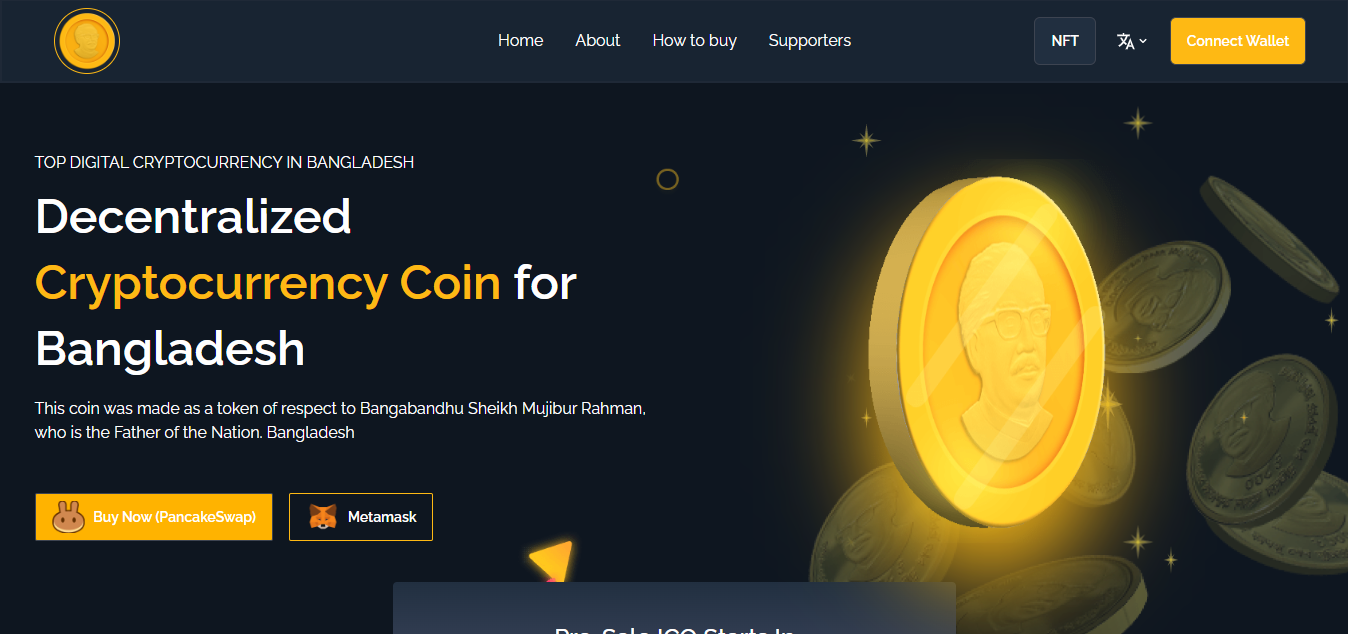 Home
About
How to buy
Supporters
NFT
Connect Wallet
TOP DIGITAL CRYPTOCURRENCY IN BANGLADESH
Decentralized
Cryptocurrency Coin for
Bangladesh
This coin was made as a token of respect to Bangabandhu Sheikh Mujibur Rahman,
who is the Father of the Nation. Bangladesh
Buy Now (PancakeSwap)
Metamask
Pre-Sale ICO Starts In